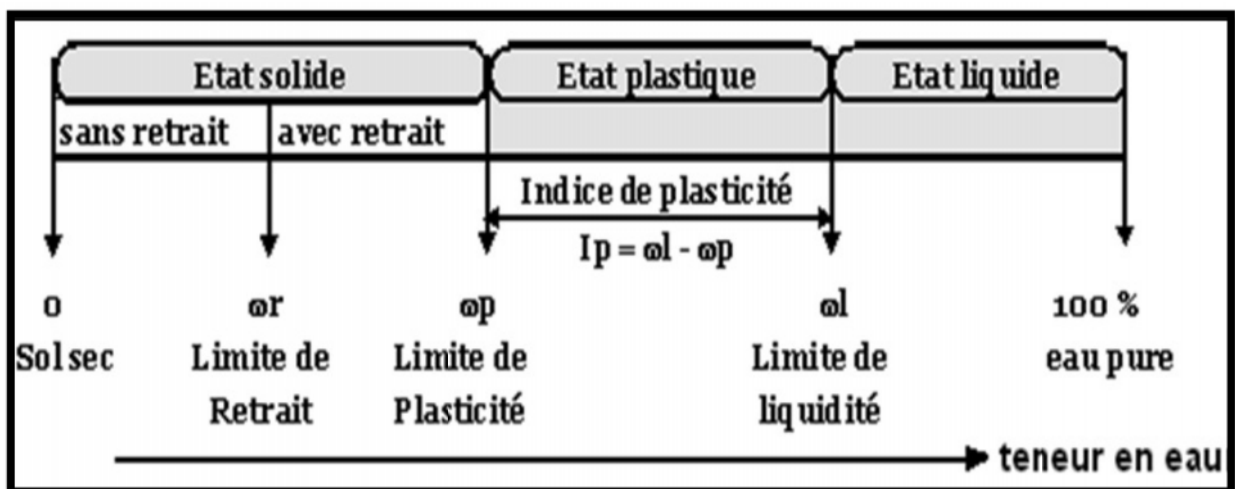 Etat solide Etat plastique Etat liquide
sans retrait avec retrait
Indice de plasticité
Ip = ωl - ωp
0 ωr ωp ωl 100 %
Sol sec Limite de Limite de Limite de eau pure
Retrait Plasticité liquidité
teneur en eau